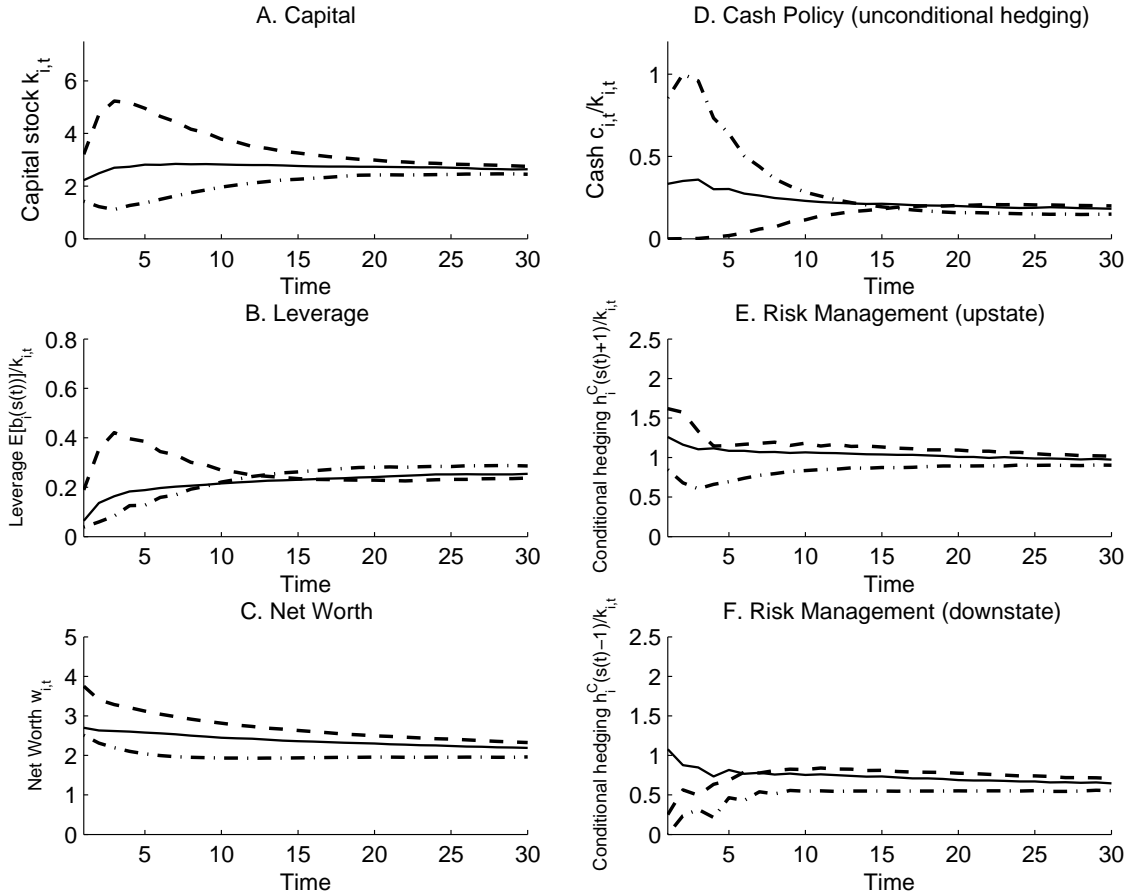 A. Capital
Capital stock k_{i,t}
0
2
4
6
5 10 15 20 25 30
Time
B. Leverage
Leverage E[b_i(s(t))]/k_{i,t}
0
0.2
0.4
0.6
0.8
5 10 15 20 25 30
Time
C. Net Worth
Net Worth w_{i,t}
0
1
2
3
4
5
5 10 15 20 25 30
Time
D. Cash Policy (unconditional hedging)
Cash c_{i,t}/k_{i,t}
0
0.5
1
5 10 15 20 25 30
Time
E. Risk Management (upstate)
Conditional hedging h_i^C(s(t)+1)/k_{i,t}
0
0.5
1
1.5
2
2.5
5 10 15 20 25 30
Time
F. Risk Management (downstate)
Conditional hedging h_i^C(s(t)−1)/k_{i,t}
0
0.5
1
1.5
2
2.5
5 10 15 20 25 30
Time